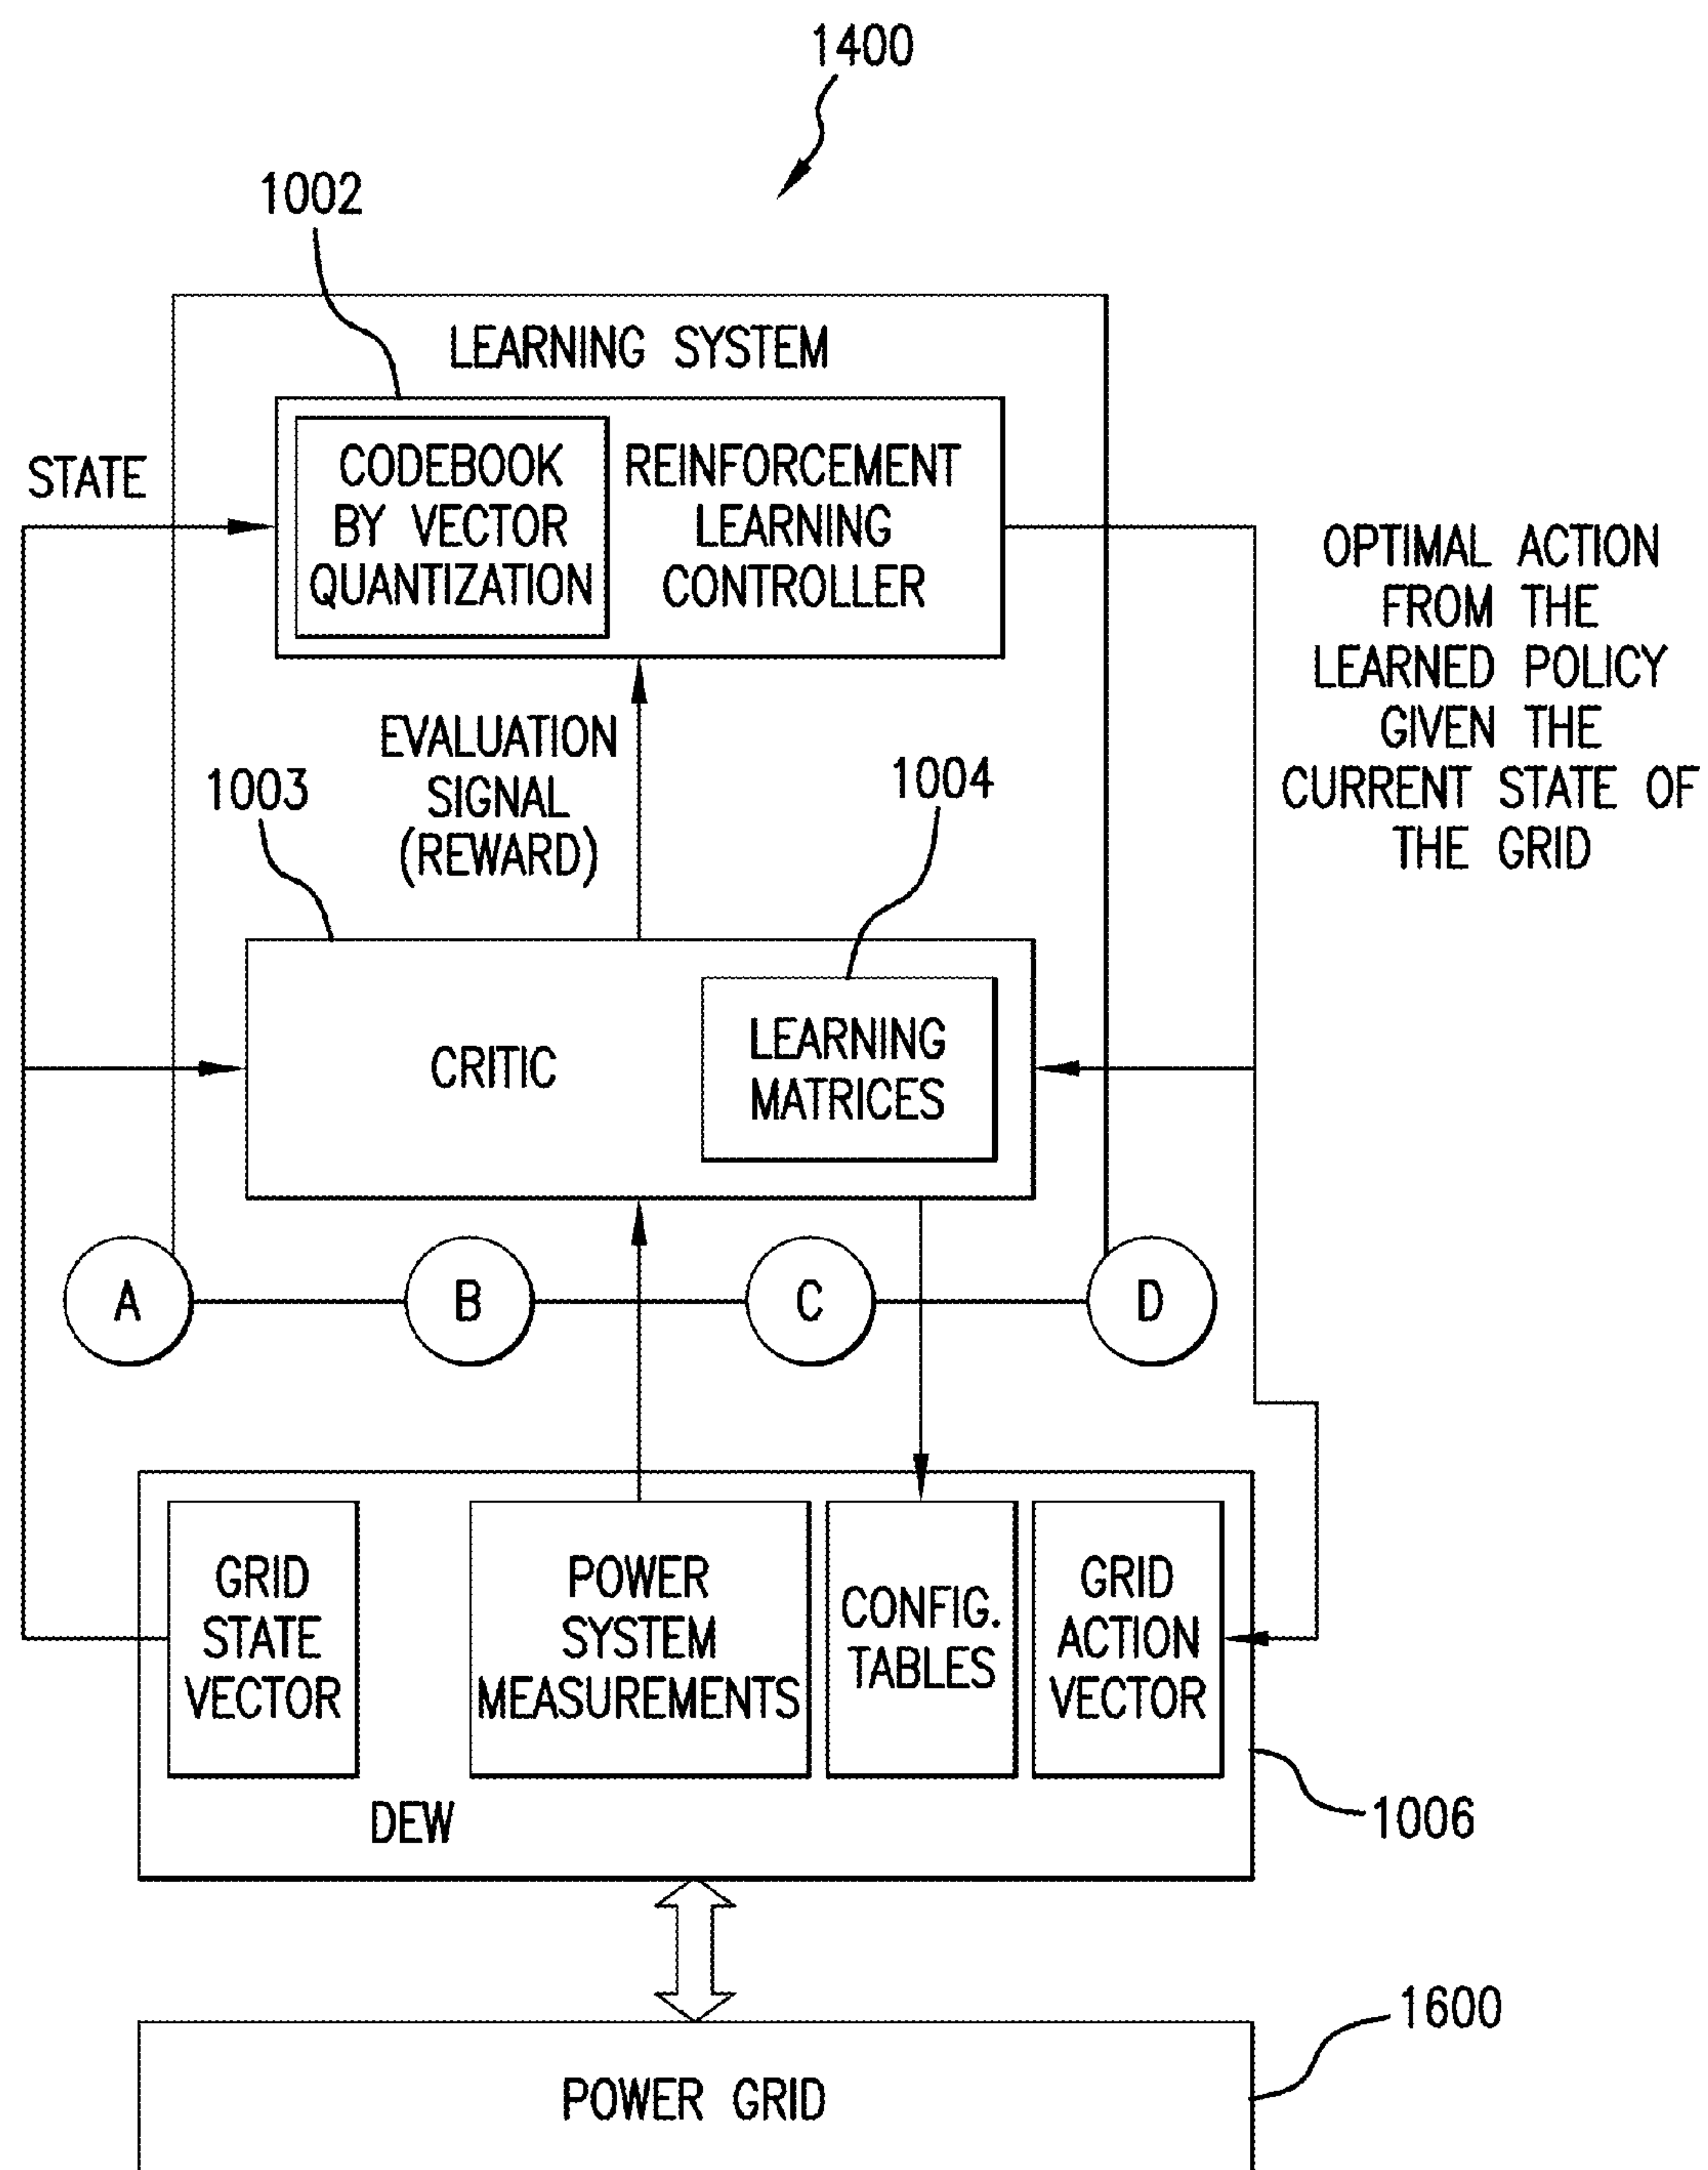 1400
1002
LEARNING SYSTEM
STATE
CODEBOOK
BY VECTOR
QUANTIZATION
REINFORCEMENT
LEARNING
CONTROLLER
OPTIMAL ACTION
FROM THE
LEARNED POLICY
GIVEN THE
CURRENT STATE OF
THE GRID
EVALUATION
SIGNAL
(REWARD)
1003
1004
CRITIC
LEARNING
MATRICES
A
B
C
D
GRID
STATE
VECTOR
POWER
SYSTEM
MEASUREMENTS
CONFIG.
TABLES
GRID
ACTION
VECTOR
DEW
1006
1600
POWER GRID